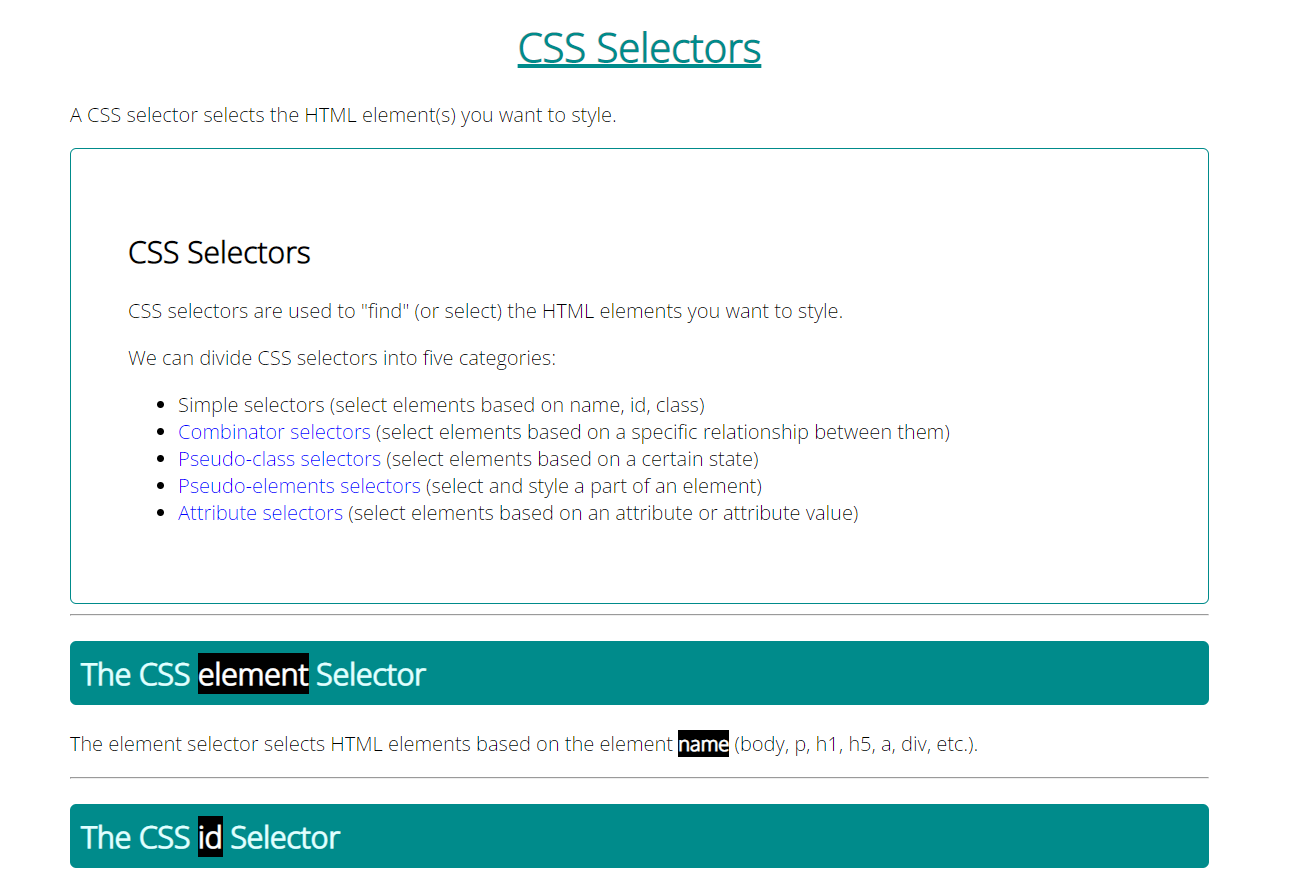 CSS Selectors
A CSS selector selects the HTML element(s) you want to style.
CSS Selectors
CSS selectors are used to "find" (or select) the HTML elements you want to style.
We can divide CSS selectors into five categories:
Simple selectors (select elements based on name, id, class)
Combinator selectors (select elements based on a specific relationship between them)
Pseudo-class selectors (select elements based on a certain state)
Pseudo-elements selectors (select and style a part of an element)
Attribute selectors (select elements based on an attribute or attribute value)
The CSS element Selector
The element selector selects HTML elements based on the element name (body, p, h1, h5, a, div, etc.).
The CSS id Selector